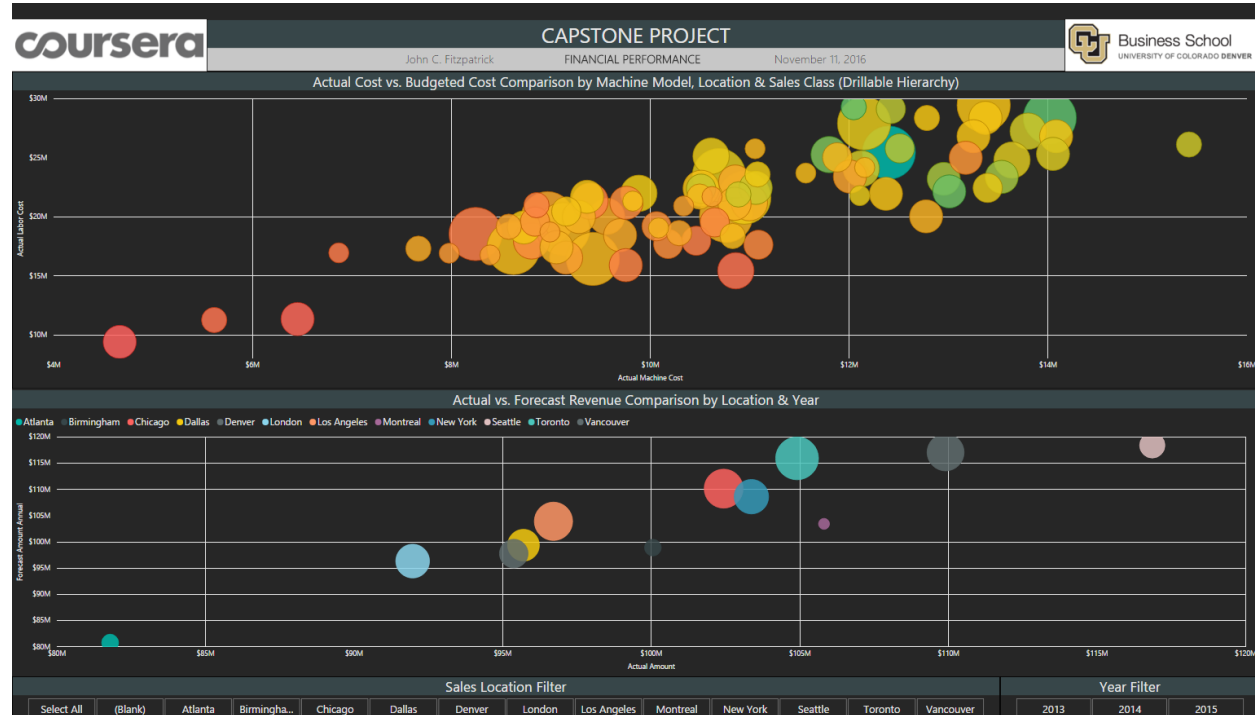 coursera
CAPSTONE PROJECT
John C. Fitzpatrick FINANCIAL PERFORMANCE November 11, 2016
CU Business School
UNIVERSITY OF COLORADO DENVER
Actual Cost vs. Budgeted Cost Comparison by Machine Model, Location & Sales Class (Drillable Hierarchy)
$30M
$25M
$20M
$15M
$10M
Actual Labor Cost
$4M $6M $8M $10M $12M $14M $16M
Actual Machine Cost
Actual vs. Forecast Revenue Comparison by Location & Year
Atlanta Birmingham Chicago Dallas Denver London Los Angeles Montreal New York Seattle Toronto Vancouver
$120M
$115M
$110M
$105M
$100M
$95M
$90M
$85M
$80M
Forecast Amount Annual
$80M $85M $90M $95M $100M $105M $110M $115M $120M
Actual Amount
Sales Location Filter Year Filter
Select All (Blank) Atlanta Birmingha... Chicago Dallas Denver London Los Angeles Montreal New York Seattle Toronto Vancouver 2013 2014 2015